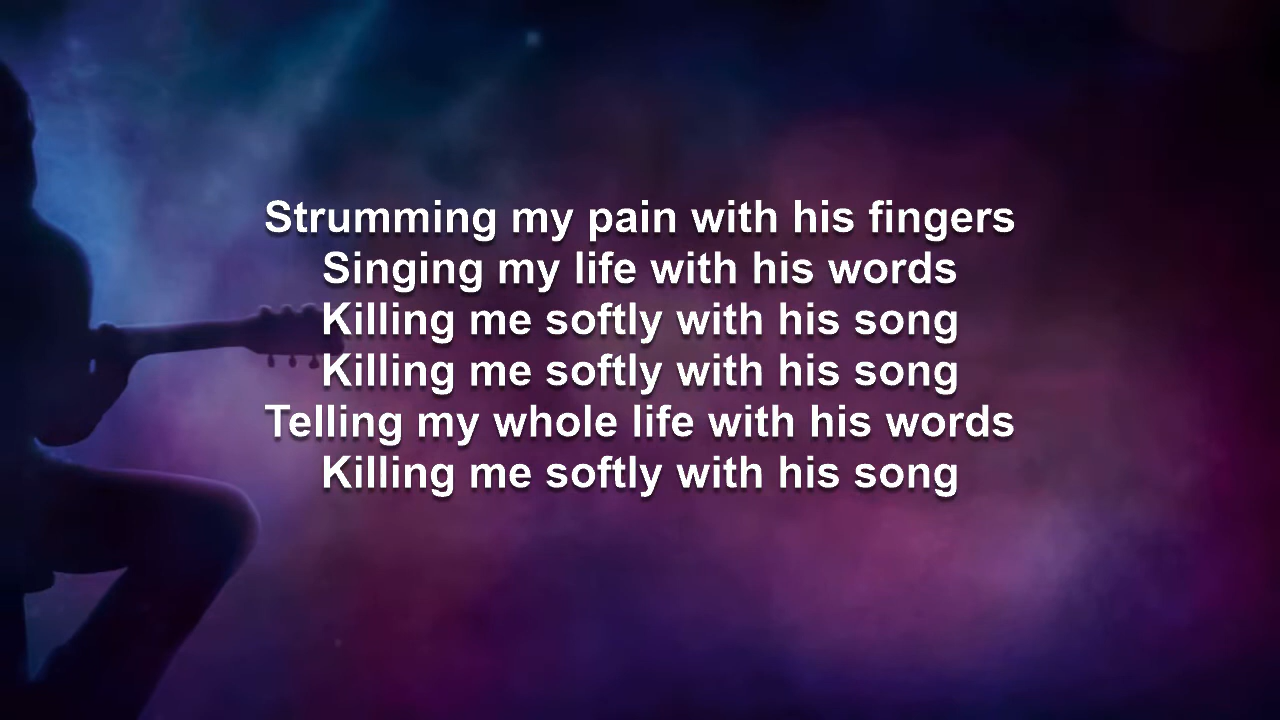 Strumming my pain with his fingers
Singing my life with his words
Killing me softly with his song
Killing me softly with his song
Telling my whole life with his words
Killing me softly with his song